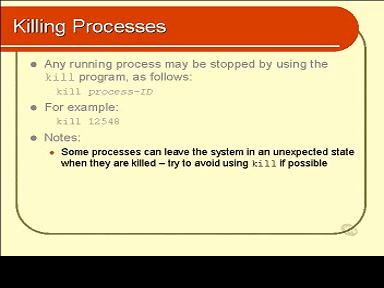 Killing Processes
Any running process may be stopped by using the
kill program, as follows:
kill process-ID
For example:
kill 12548
Notes:
Some processes can leave the system in an unexpected state
when they are killed – try to avoid using kill if possible